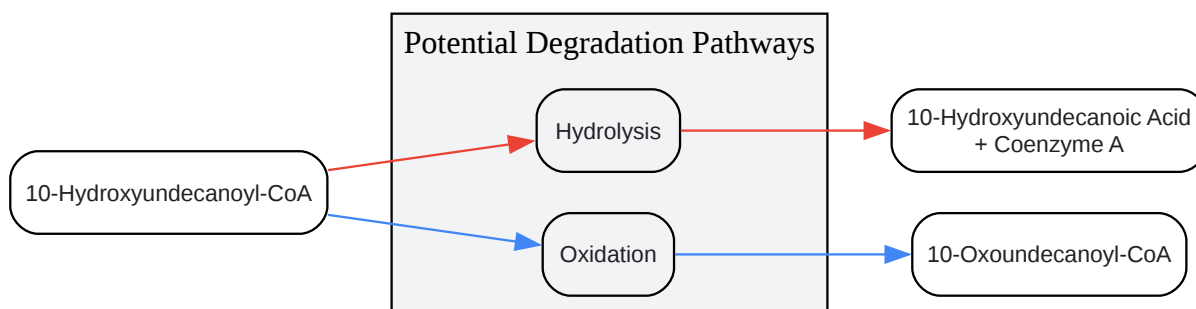 Potential Degradation Pathways
10-Hydroxyundecanoyl-CoA
Hydrolysis
10-Hydroxyundecanoic Acid
+ Coenzyme A
Oxidation
10-Oxoundecanoyl-CoA